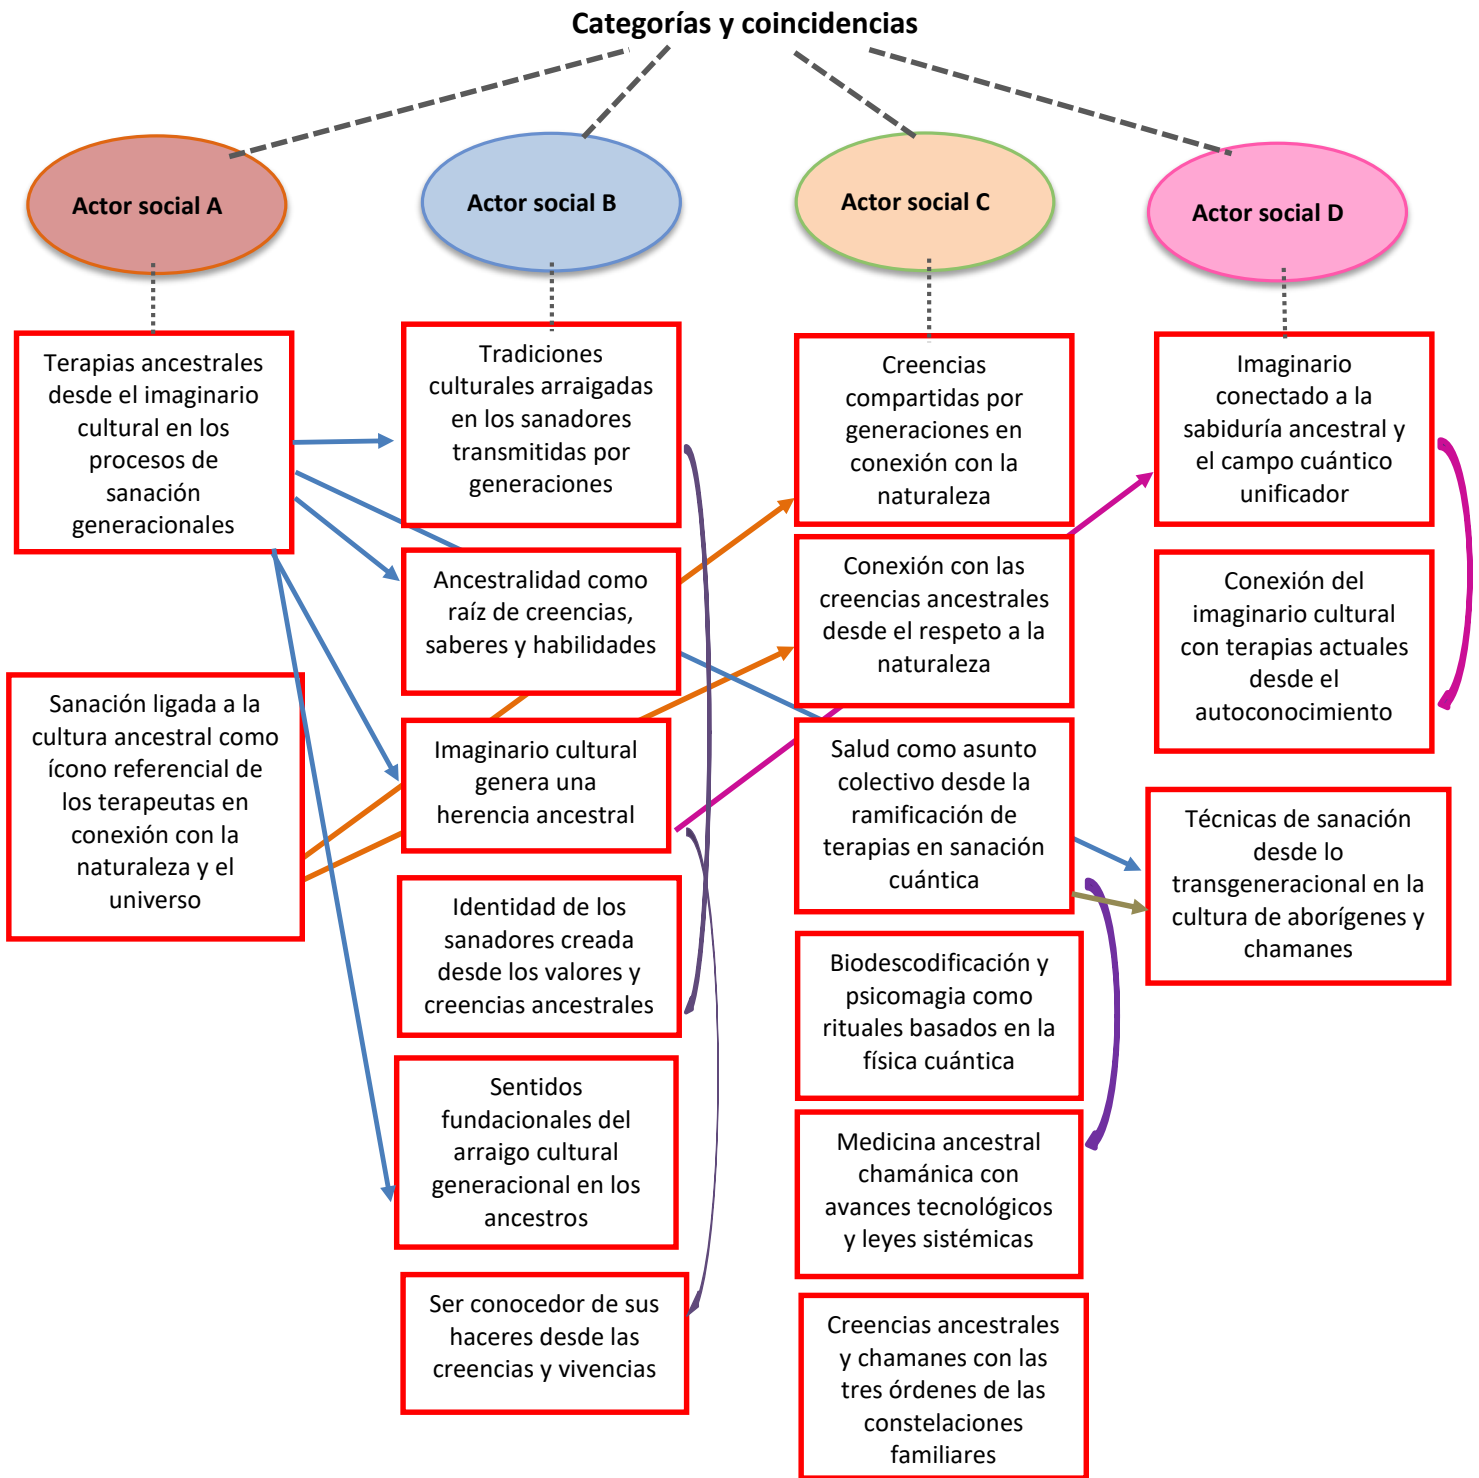 Categorías y coincidencias
Actor social A
Actor social B
Actor social C
Actor social D
Terapias ancestrales
desde el imaginario
cultural en los
procesos de
sanación
generacionales
Sanación ligada a la
cultura ancestral como
ícono referencial de
los terapeutas en
conexión con la
naturaleza y el
universo
Tradiciones
culturales arraigadas
en los sanadores
transmitidas por
generaciones
Ancestralidad como
raíz de creencias,
saberes y habilidades
Imaginario cultural
genera una
herencia ancestral
Identidad de los
sanadores creada
desde los valores y
creencias ancestrales
Sentidos
fundacionales del
arraigo cultural
generacional en los
ancestros
Ser conocedor de sus
haceres desde las
creencias y vivencias
Creencias
compartidas por
generaciones en
conexión con la
naturaleza
Conexión con las
creencias ancestrales
desde el respeto a la
naturaleza
Salud como asunto
colectivo desde la
ramificación de
terapias en sanación
cuántica
Biodescodificación y
psicomagia como
rituales basados en la
física cuántica
Medicina ancestral
chamánica con
avances tecnológicos
y leyes sistémicas
Creencias ancestrales
y chamanes con las
tres órdenes de las
constelaciones
familiares
Imaginario
conectado a la
sabiduría ancestral y
el campo cuántico
unificador
Conexión del
imaginario cultural
con terapias actuales
desde el
autoconocimiento
Técnicas de sanación
desde lo
transgeneracional en la
cultura de aborígenes y
chamanes